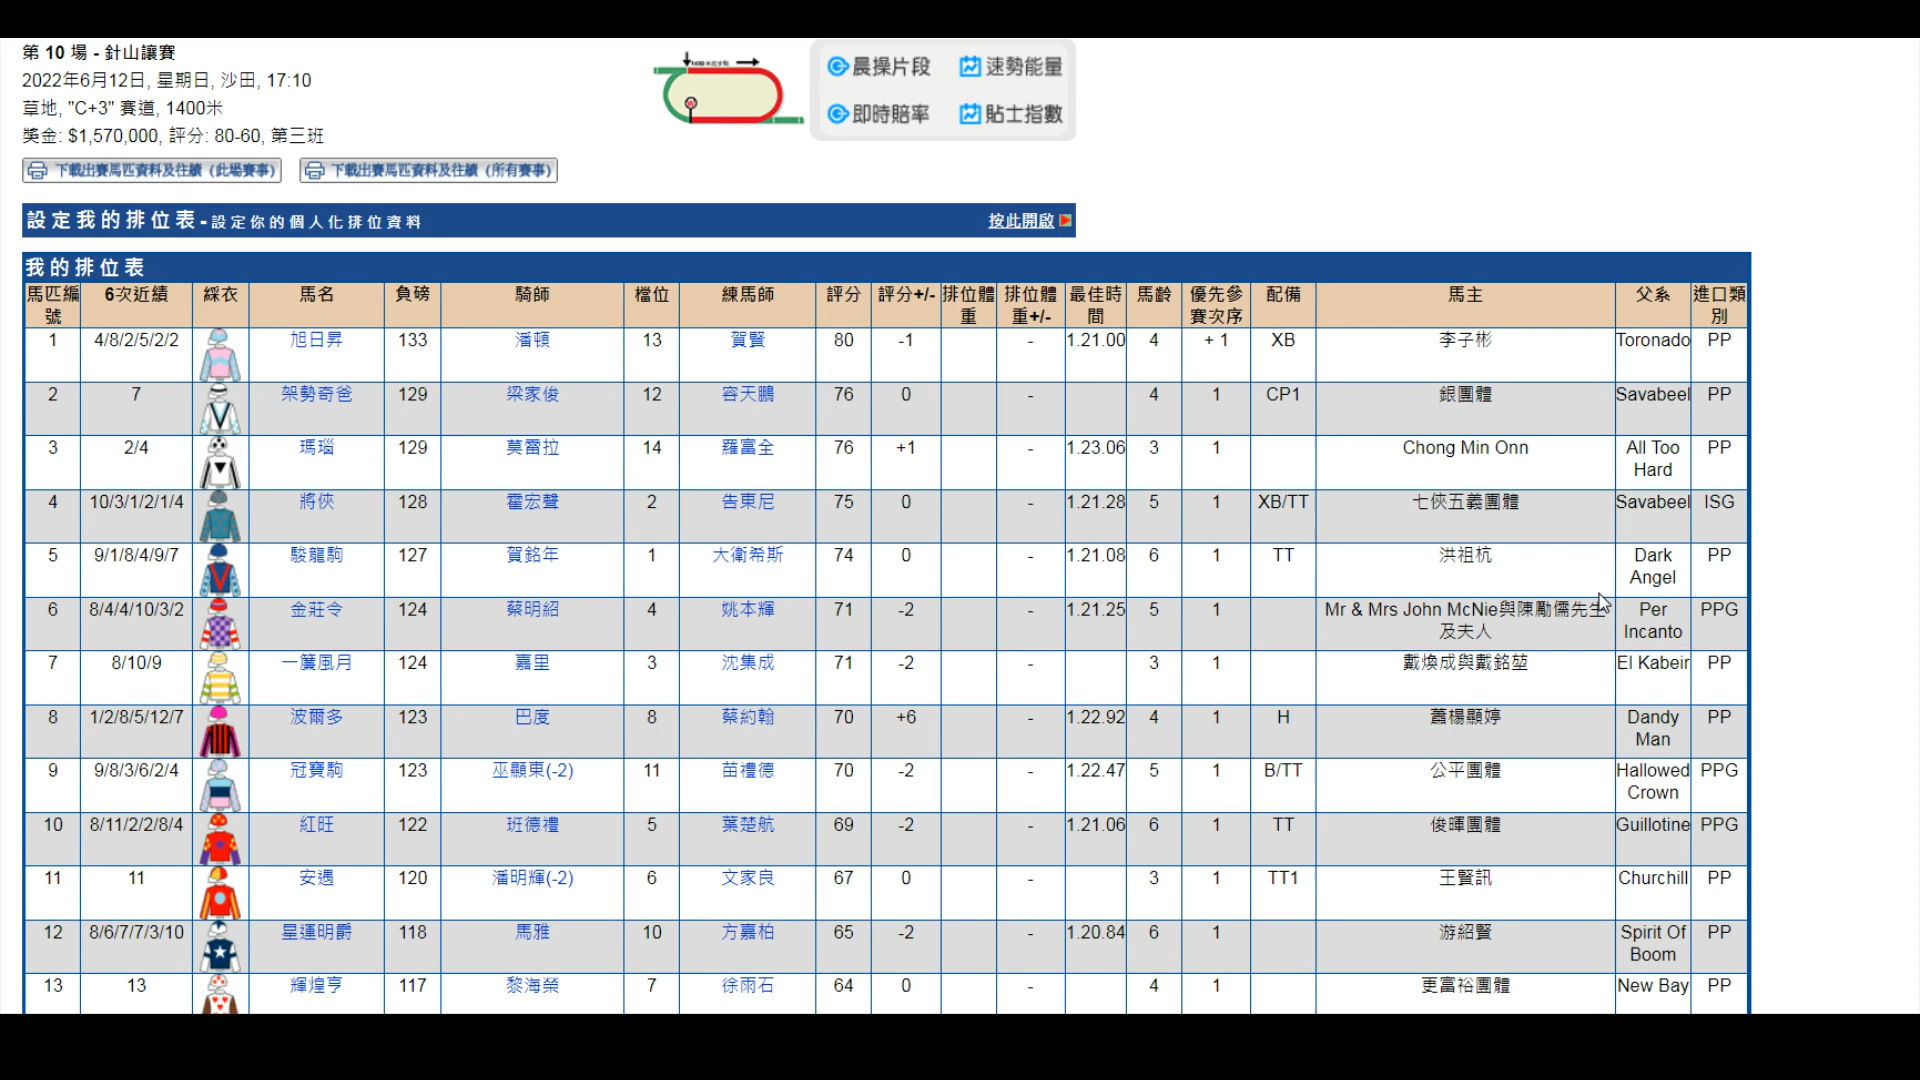 第 10 場 - 針山讓賽
2022年6月12日, 星期日, 沙田, 17:10
草地, "C+3" 賽道, 1400米
獎金: $1,570,000, 評分: 80-60, 第三班
下載出賽馬匹資料及往績 (此場賽事)  下載出賽馬匹資料及往績 (所有賽事)
晨操片段  速勢能量
即時賠率  貼士指數
設定我的排位表-設定你的個人化排位資料  按此開啟
我的排位表
馬匹編號 6次近績 綵衣 馬名 負磅 騎師 檔位 練馬師 評分 評分+/- 排位體重 排位體重+/- 最佳時間 馬齡 優先參賽次序 配備 馬主 父系 進口類別
1 4/8/2/5/2/2 旭日昇 133 潘頓 13 賀賢 80 -1 - 1.21.00 4 + 1 XB 李子彬 Toronado PP
2 7 架勢奇爸 129 梁家俊 12 容天鵬 76 0 - 4 1 CP1 銀團體 Savabeel PP
3 2/4 瑪瑙 129 莫雷拉 14 羅富全 76 +1 - 1.23.06 3 1 Chong Min Onn All Too Hard PP
4 10/3/1/2/1/4 將俠 128 霍宏聲 2 告東尼 75 0 - 1.21.28 5 1 XB/TT 七俠五義團體 Savabeel ISG
5 9/1/8/4/9/7 駿龍駒 127 賀銘年 1 大衛希斯 74 0 - 1.21.08 6 1 TT 洪祖杭 Dark Angel PP
6 8/4/4/10/3/2 金莊令 124 蔡明紹 4 姚本輝 71 -2 - 1.21.25 5 1 Mr & Mrs John McNie與陳勵儒先生及夫人 Per Incanto PPG
7 8/10/9 一簾風月 124 嘉里 3 沈集成 71 -2 - 3 1 戴煥成與戴銘堃 El Kabeir PP
8 1/2/8/5/12/7 波爾多 123 巴度 8 蔡約翰 70 +6 - 1.22.92 4 1 H 蕭楊顯婷 Dandy Man PP
9 9/8/3/6/2/4 冠寶駒 123 巫顯東(-2) 11 苗禮德 70 -2 - 1.22.47 5 1 B/TT 公平團體 Hallowed Crown PPG
10 8/11/2/2/8/4 紅旺 122 班德禮 5 葉楚航 69 -2 - 1.21.06 6 1 TT 俊暉團體 Guillotine PPG
11 11 安遇 120 潘明輝(-2) 6 文家良 67 0 - 3 1 TT1 王賢訊 Churchill PP
12 8/6/7/7/3/10 星運明爵 118 馬雅 10 方嘉柏 65 -2 - 1.20.84 6 1 游紹賢 Spirit Of Boom PP
13 13 輝煌亨 117 黎海榮 7 徐雨石 64 0 - 4 1 更富裕團體 New Bay PP